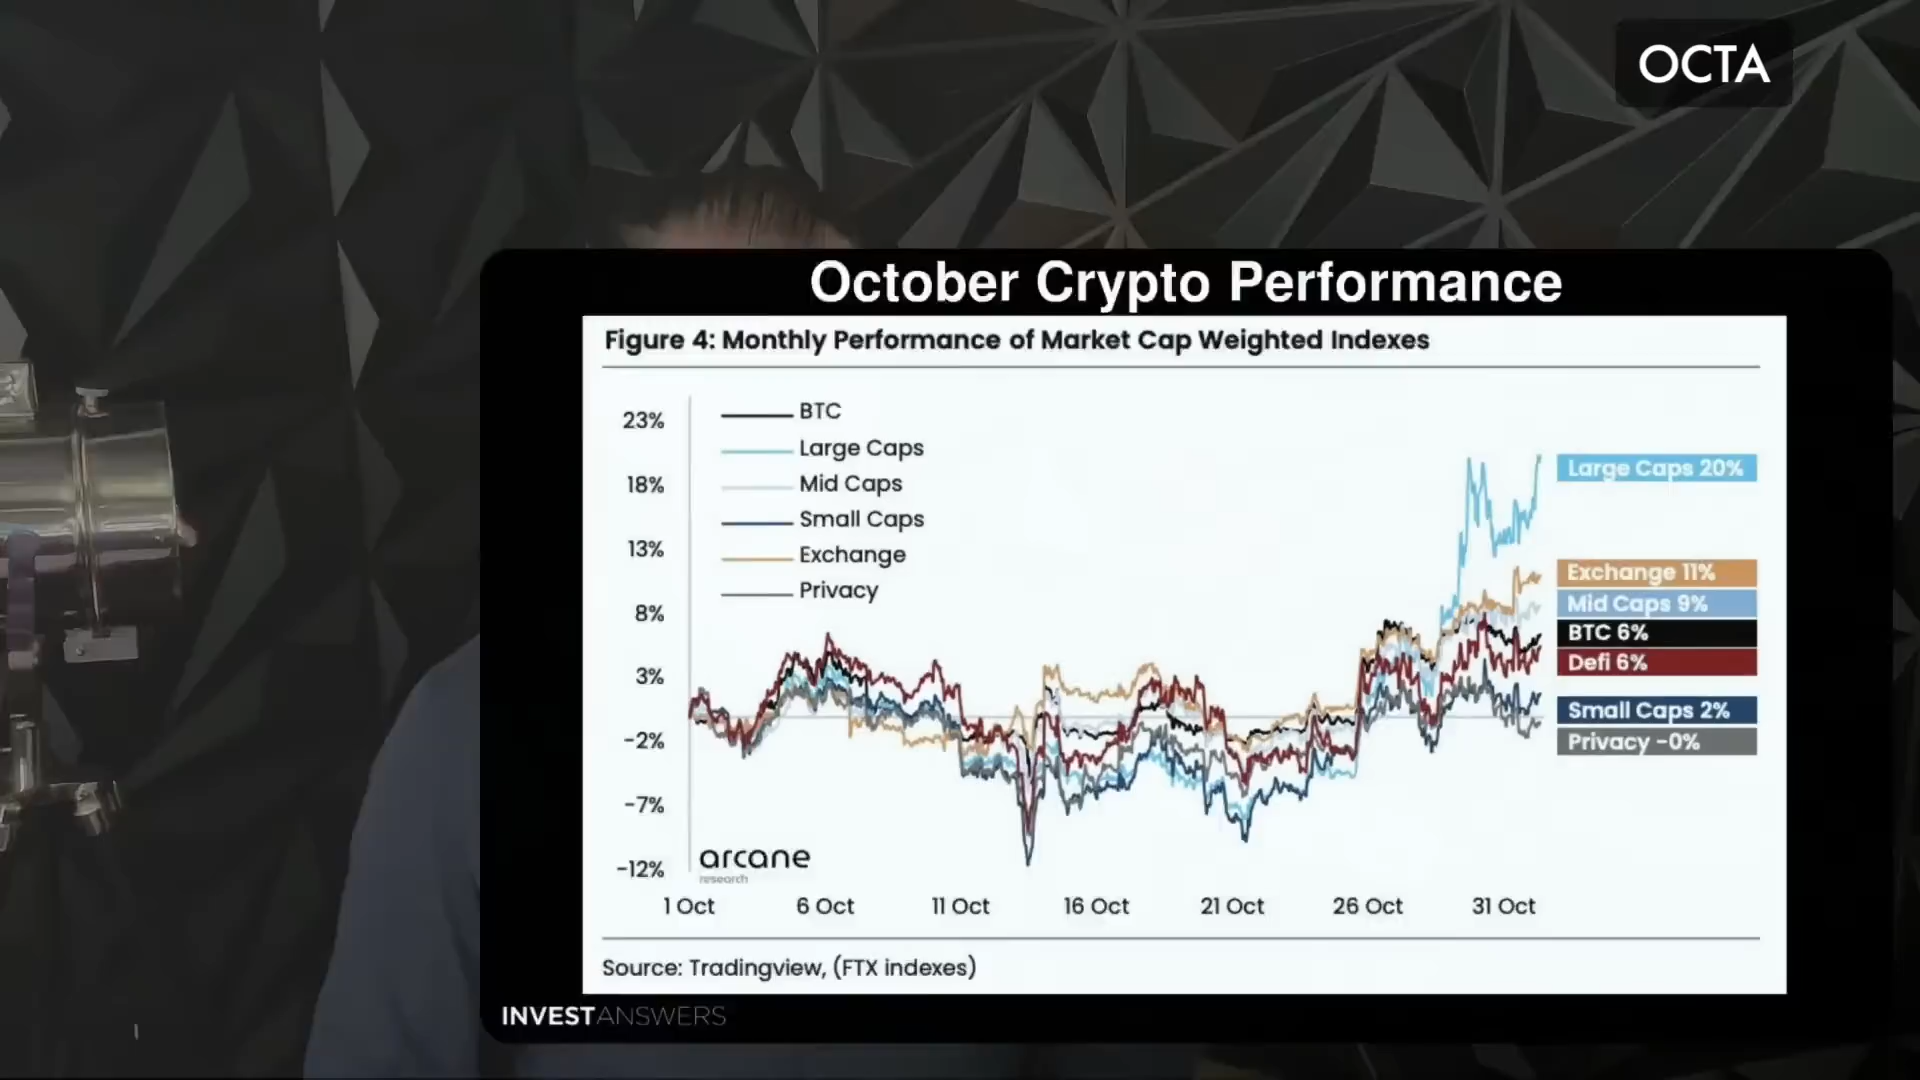 OCTA
October Crypto Performance
Figure 4: Monthly Performance of Market Cap Weighted Indexes
23%
18%
13%
8%
3%
-2%
-7%
-12%
BTC
Large Caps
Mid Caps
Small Caps
Exchange
Privacy
Large Caps 20%
Exchange 11%
Mid Caps 9%
BTC 6%
Defi 6%
Small Caps 2%
Privacy -0%
arcane
research
1 Oct 6 Oct 11 Oct 16 Oct 21 Oct 26 Oct 31 Oct
Source: Tradingview, (FTX indexes)
INVESTANSWERS